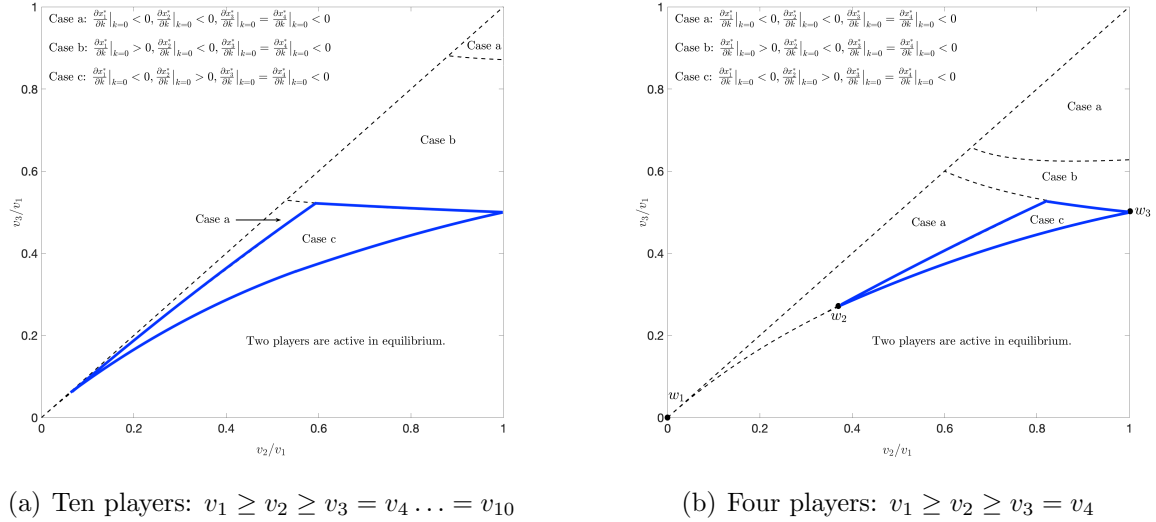 Case a: ∂x₁*/∂k|ₖ₌₀ < 0, ∂x₂*/∂k|ₖ₌₀ < 0, ∂x₃*/∂k|ₖ₌₀ = ∂x₄*/∂k|ₖ₌₀ < 0
Case b: ∂x₁*/∂k|ₖ₌₀ > 0, ∂x₂*/∂k|ₖ₌₀ < 0, ∂x₃*/∂k|ₖ₌₀ = ∂x₄*/∂k|ₖ₌₀ < 0
Case c: ∂x₁*/∂k|ₖ₌₀ < 0, ∂x₂*/∂k|ₖ₌₀ > 0, ∂x₃*/∂k|ₖ₌₀ = ∂x₄*/∂k|ₖ₌₀ < 0
Case a
Case b
Case a
Case c
Two players are active in equilibrium.
1
0.8
0.6
0.4
0.2
0
v₃/v₁
0 0.2 0.4 0.6 0.8 1
v₂/v₁
(a) Ten players: v₁ ≥ v₂ ≥ v₃ = v₄ … = v₁₀
Case a: ∂x₁*/∂k|ₖ₌₀ < 0, ∂x₂*/∂k|ₖ₌₀ < 0, ∂x₃*/∂k|ₖ₌₀ = ∂x₄*/∂k|ₖ₌₀ < 0
Case b: ∂x₁*/∂k|ₖ₌₀ > 0, ∂x₂*/∂k|ₖ₌₀ < 0, ∂x₃*/∂k|ₖ₌₀ = ∂x₄*/∂k|ₖ₌₀ < 0
Case c: ∂x₁*/∂k|ₖ₌₀ < 0, ∂x₂*/∂k|ₖ₌₀ > 0, ∂x₃*/∂k|ₖ₌₀ = ∂x₄*/∂k|ₖ₌₀ < 0
Case a
Case b
Case a
Case c
w₃
w₂
Two players are active in equilibrium.
w₁
1
0.8
0.6
0.4
0.2
0
v₃/v₁
0 0.2 0.4 0.6 0.8 1
v₂/v₁
(b) Four players: v₁ ≥ v₂ ≥ v₃ = v₄